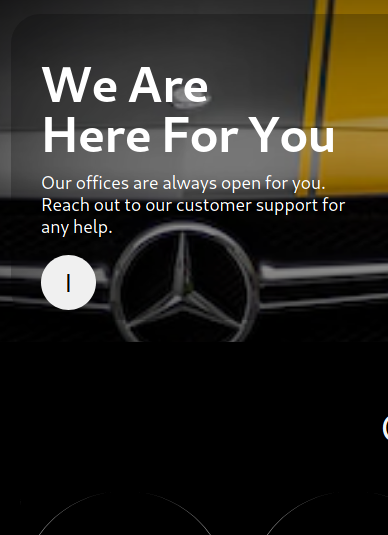 We Are
Here For You
Our offices are always open for you.
Reach out to our customer support for
any help.
|